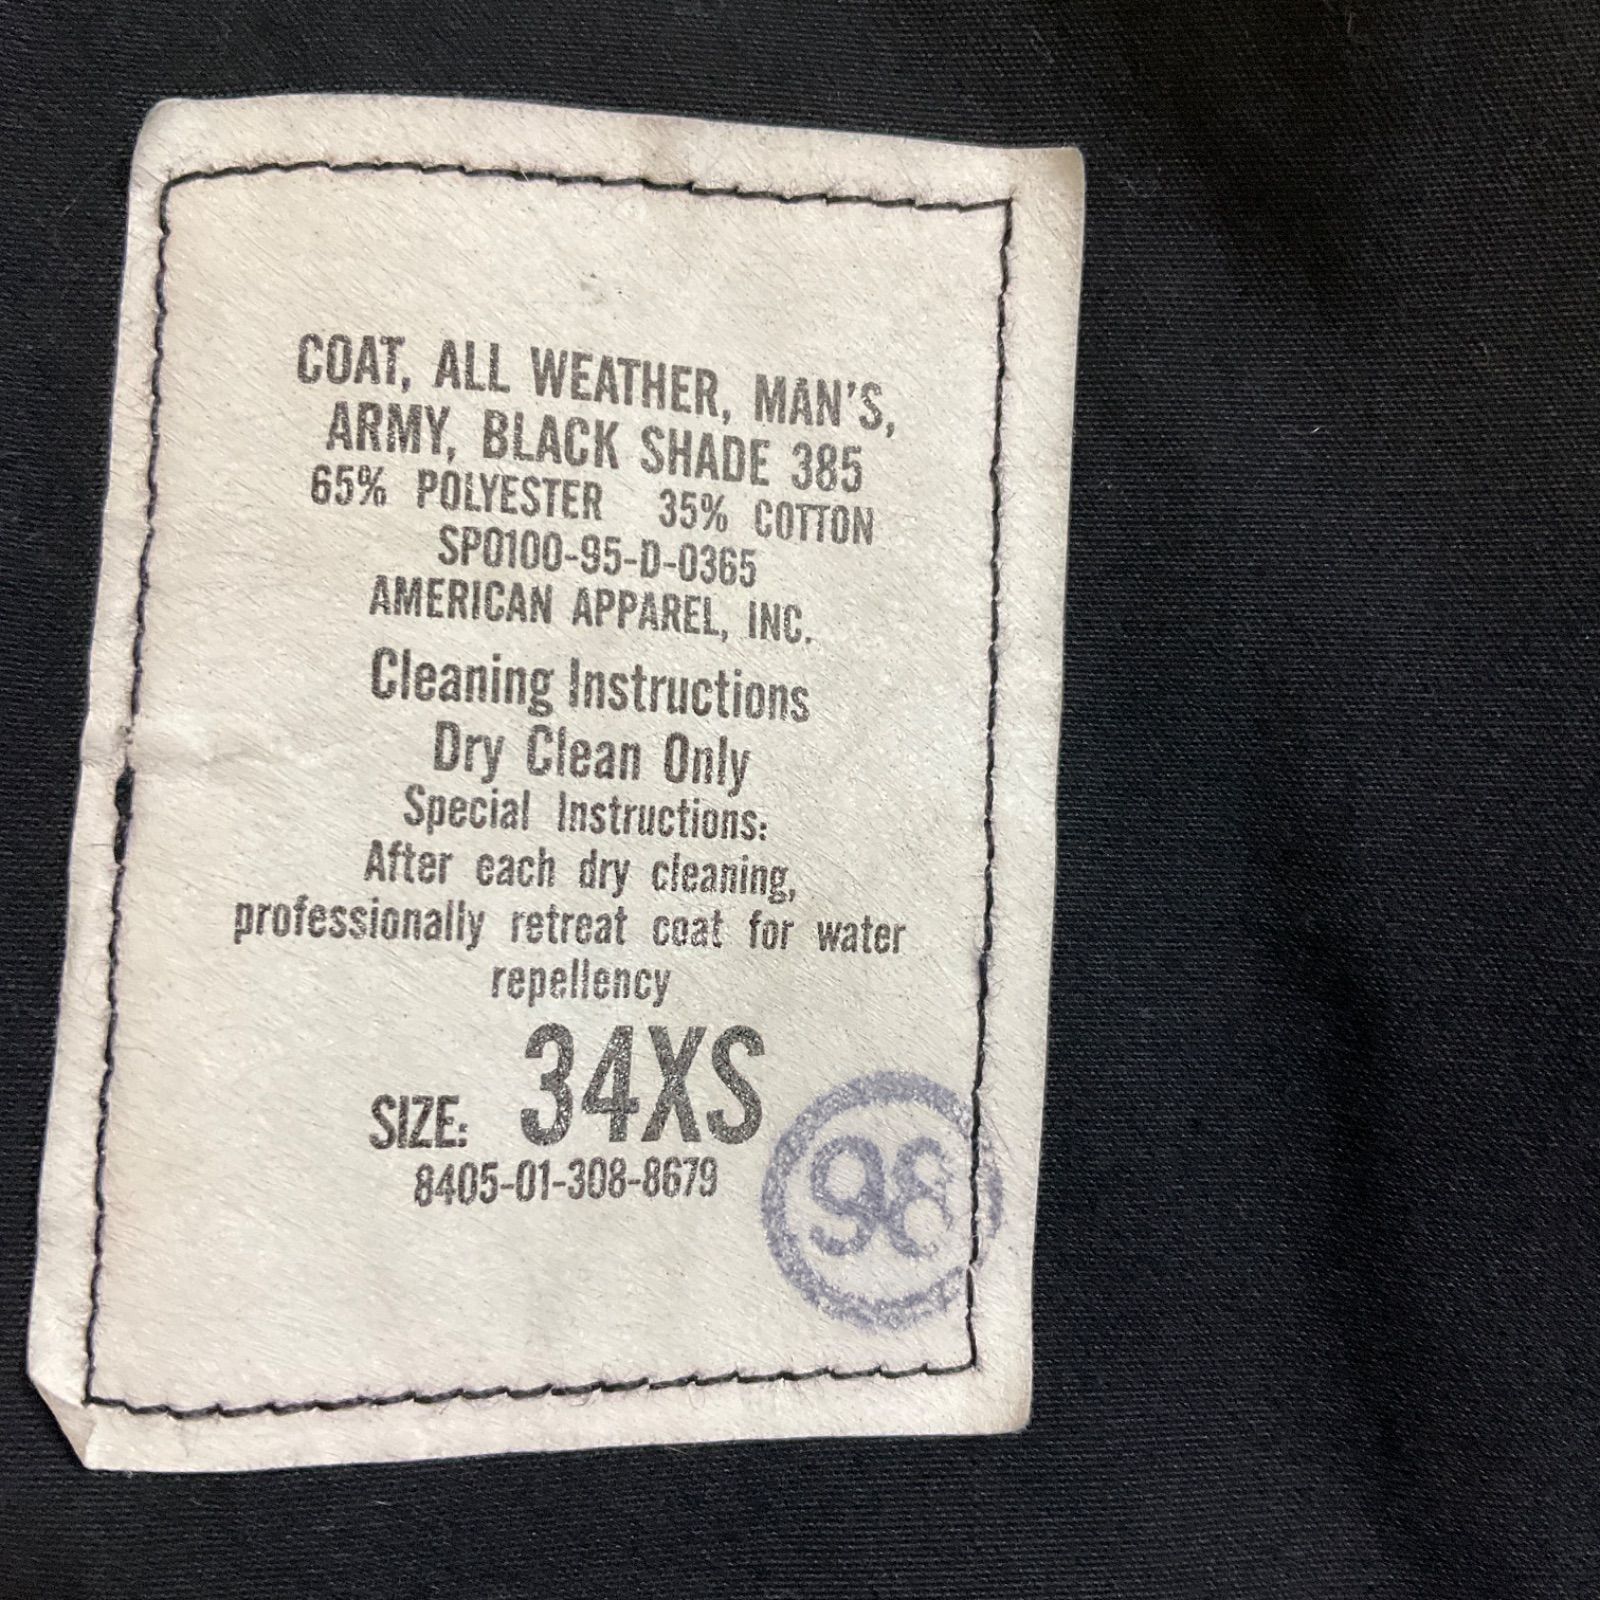 COAT, ALL WEATHER, MAN'S,
ARMY, BLACK SHADE 385
65% POLYESTER 35% COTTON
SPO100-95-D-0365
AMERICAN APPAREL, INC.
Cleaning Instructions
Dry Clean Only
Special Instructions:
After each dry cleaning,
professionally retreat coat for water
repellency
SIZE: 34XS
8405-01-308-8679
98